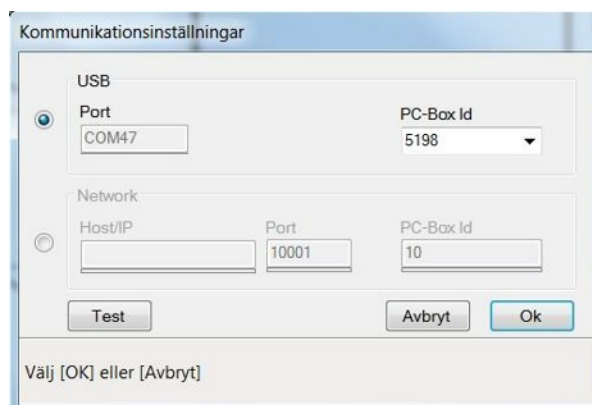 Kommunikationsinställningar
USB
Port PC-Box Id
COM47 5198
Network
Host/IP Port PC-Box Id
10001 10
Test Avbryt Ok
Välj [OK] eller [Avbryt]